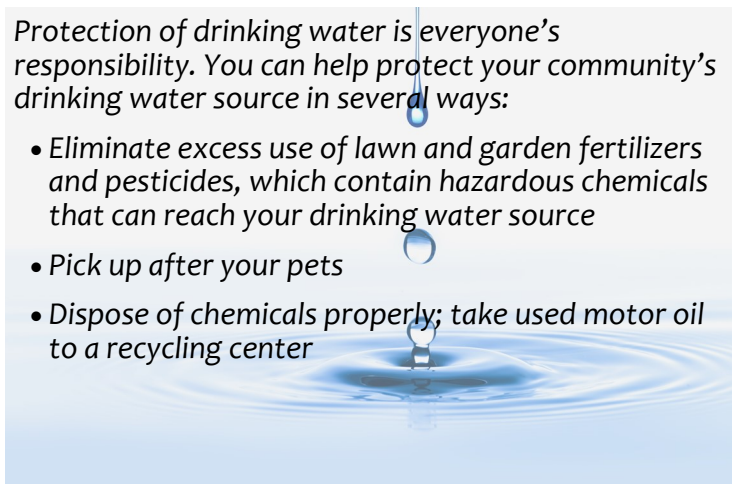 Protection of drinking water is everyone’s
responsibility. You can help protect your community’s
drinking water source in several ways:
• Eliminate excess use of lawn and garden fertilizers
and pesticides, which contain hazardous chemicals
that can reach your drinking water source
• Pick up after your pets
• Dispose of chemicals properly; take used motor oil
to a recycling center